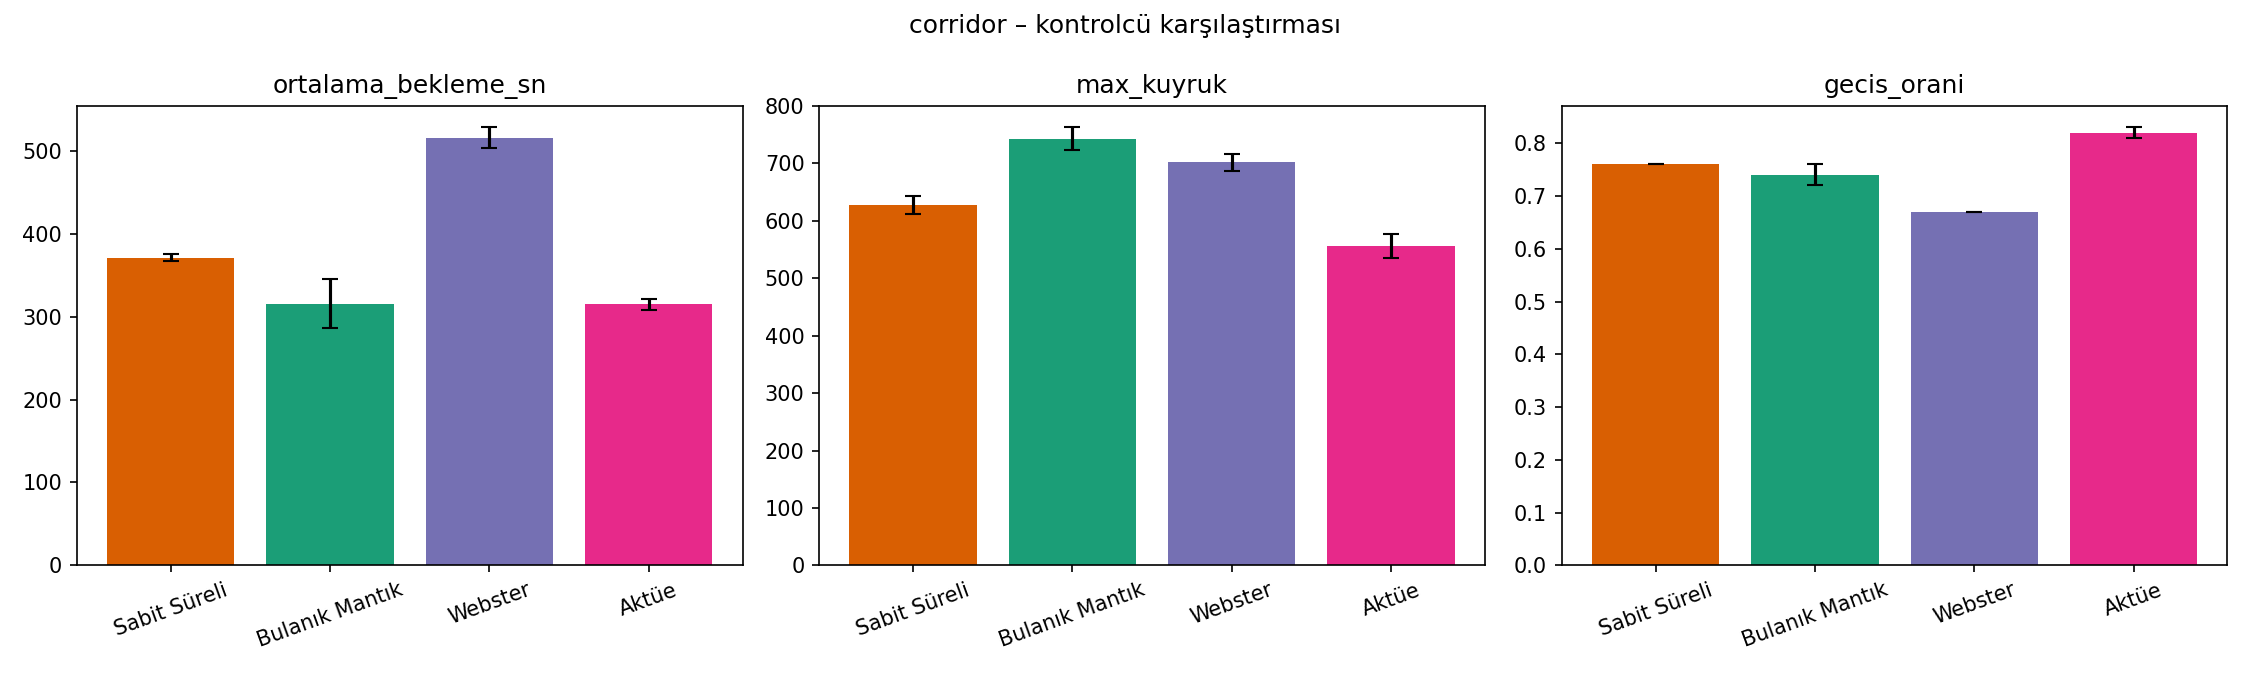 corridor – kontrolcü karşılaştırması
ortalama_bekleme_sn
500
400
300
200
100
0
Sabit Süreli
Bulanık Mantık
Webster
Aktüe
max_kuyruk
800
700
600
500
400
300
200
100
0
Sabit Süreli
Bulanık Mantık
Webster
Aktüe
gecis_orani
0.8
0.7
0.6
0.5
0.4
0.3
0.2
0.1
0.0
Sabit Süreli
Bulanık Mantık
Webster
Aktüe